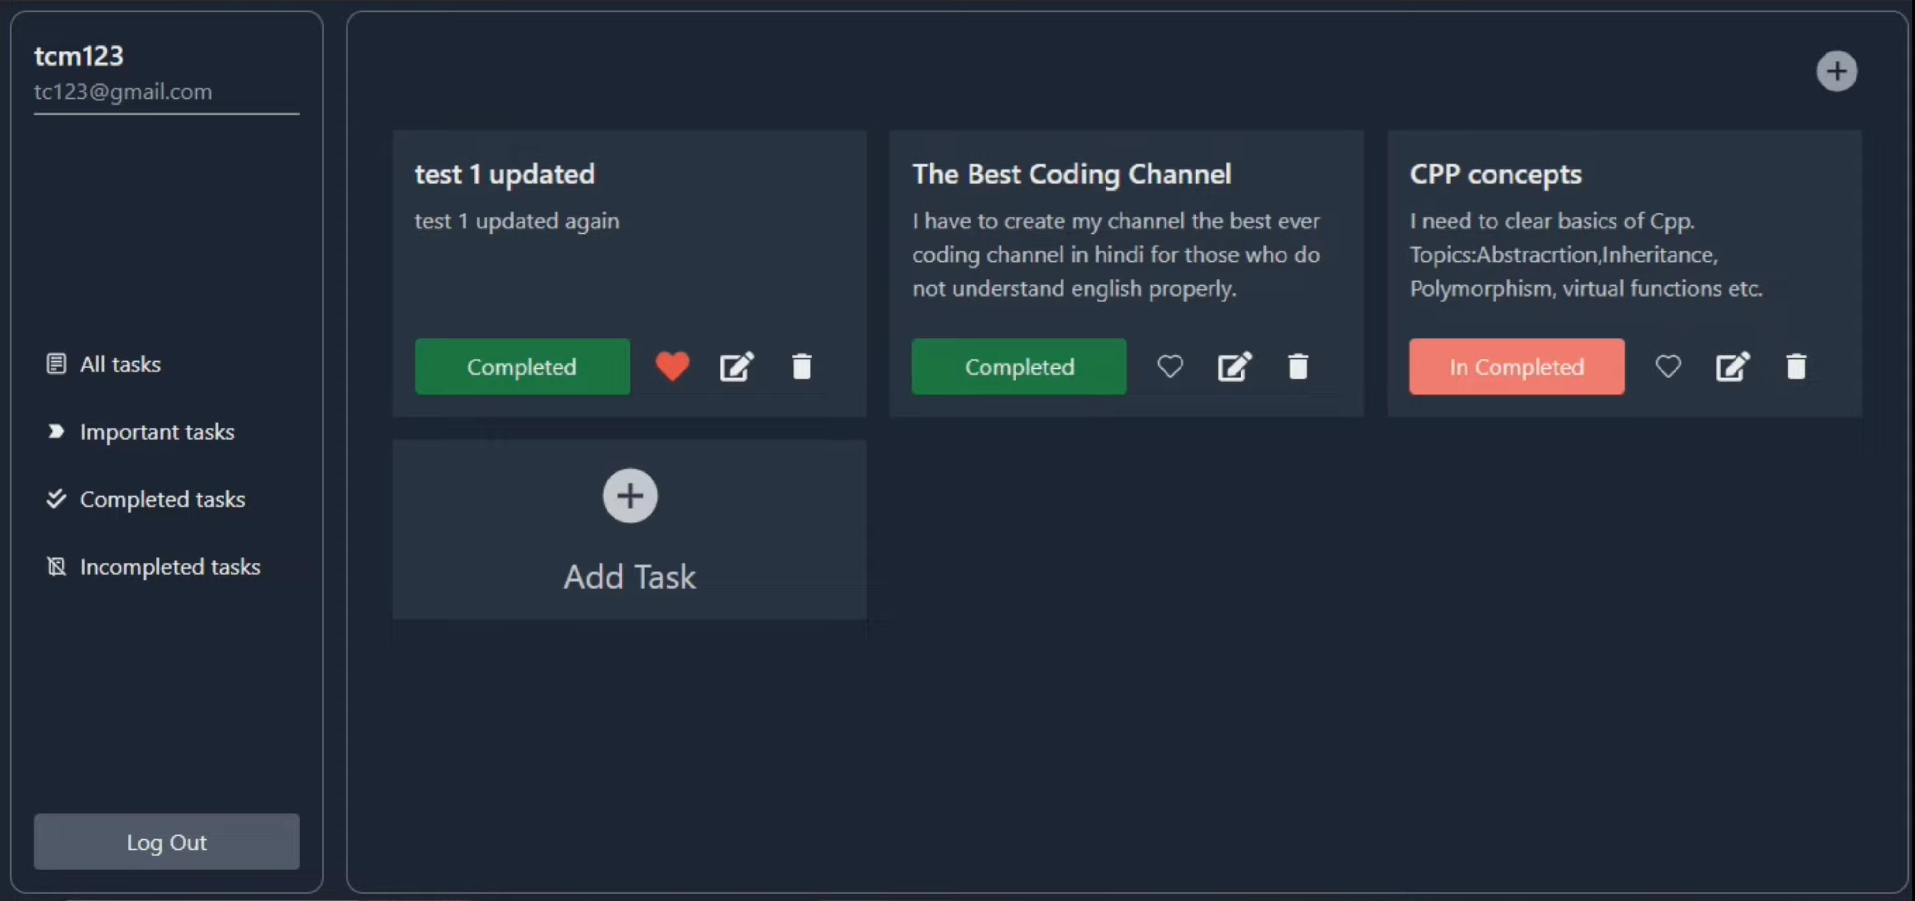 tcm123
tc123@gmail.com
All tasks
Important tasks
Completed tasks
Incompleted tasks
Log Out
test 1 updated
test 1 updated again
Completed
The Best Coding Channel
I have to create my channel the best ever
coding channel in hindi for those who do
not understand english properly.
Completed
CPP concepts
I need to clear basics of Cpp.
Topics:Abstracrtion,Inheritance,
Polymorphism, virtual functions etc.
In Completed
Add Task